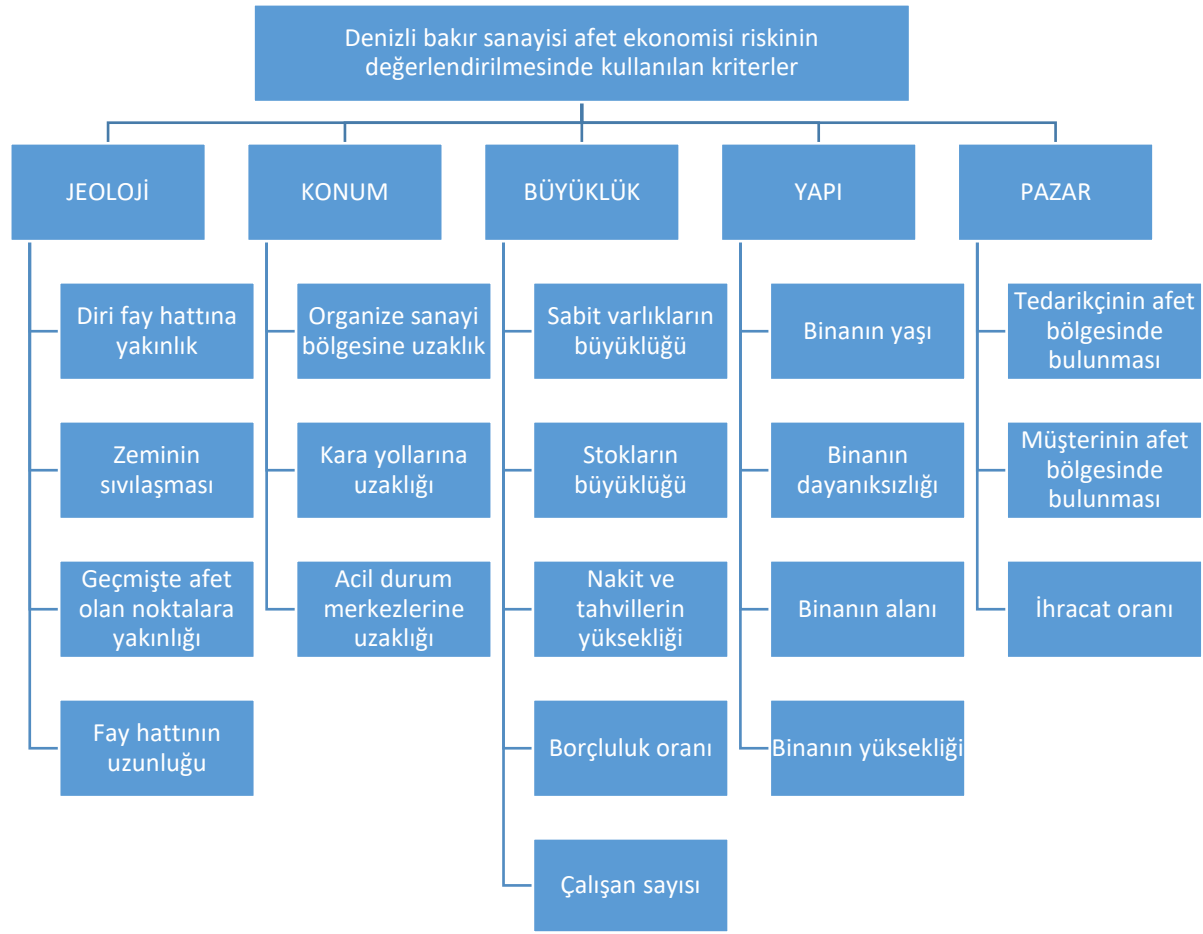 Denizli bakır sanayisi afet ekonomisi riskinin
değerlendirilmesinde kullanılan kriterler
JEOLOJİ
Diri fay hattına
yakınlık
Zeminin
sıvılaşması
Geçmişte afet
olan noktalara
yakınlığı
Fay hattının
uzunluğu
KONUM
Organize sanayi
bölgesine uzaklık
Kara yollarına
uzaklığı
Acil durum
merkezlerine
uzaklığı
BÜYÜKLÜK
Sabit varlıkların
büyüklüğü
Stokların
büyüklüğü
Nakit ve
tahvillerin
yüksekliği
Borçluluk oranı
Çalışan sayısı
YAPI
Binanın yaşı
Binanın
dayanıksızlığı
Binanın alanı
Binanın yüksekliği
PAZAR
Tedarikçinin afet
bölgesinde
bulunması
Müşterinin afet
bölgesinde
bulunması
İhracat oranı